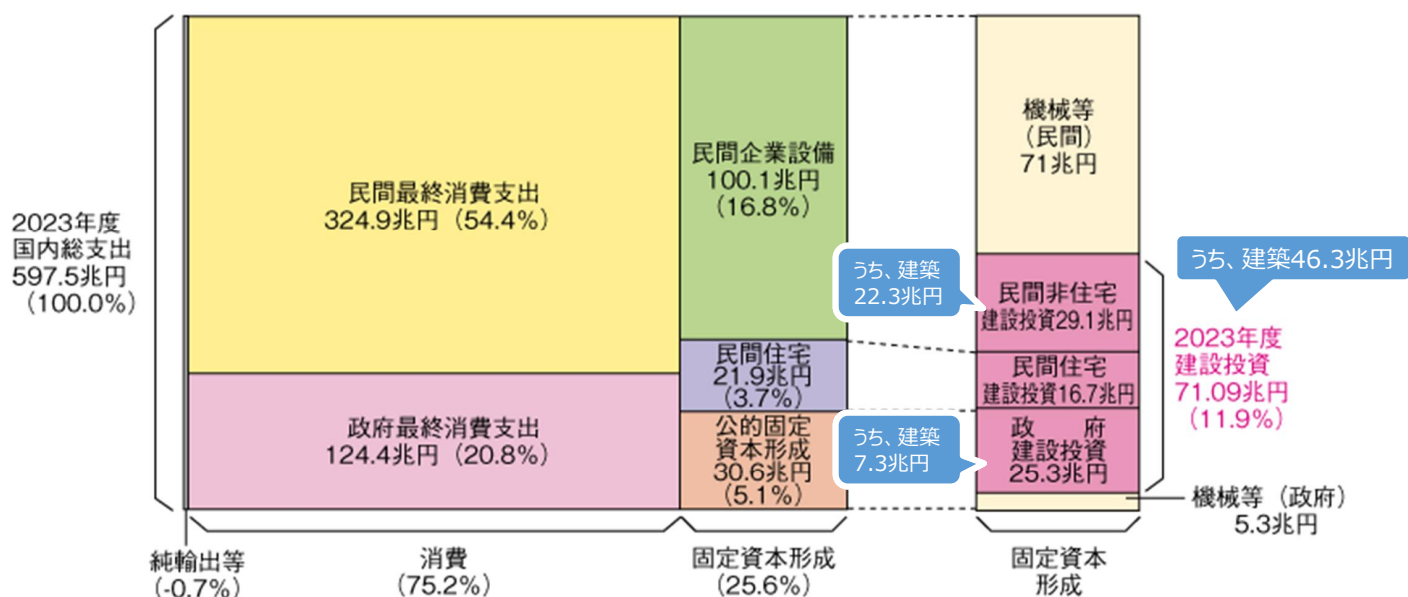 2023年度
国内総支出
597.5兆円
(100.0%)
民間最終消費支出
324.9兆円（54.4%）
政府最終消費支出
124.4兆円（20.8%）
民間企業設備
100.1兆円
(16.8%)
民間住宅
21.9兆円
(3.7%)
公的固定
資本形成
30.6兆円
(5.1%)
機械等
（民間）
71兆円
うち、建築
22.3兆円
民間非住宅
建設投資29.1兆円
民間住宅
建設投資16.7兆円
うち、建築
7.3兆円
政　府
建設投資
25.3兆円
うち、建築46.3兆円
2023年度
建設投資
71.09兆円
(11.9%)
機械等（政府）
5.3兆円
純輸出等
(-0.7%)
消費
(75.2%)
固定資本形成
(25.6%)
固定資本
形成